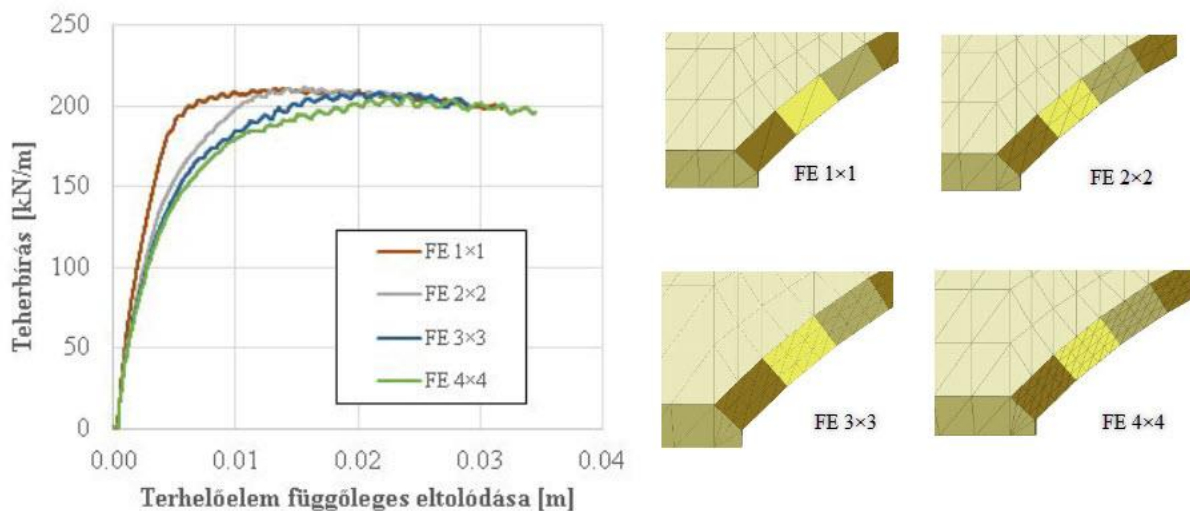 250
200
150
100
50
0
Teherbírás [kN/m]
0.00 0.01 0.02 0.03 0.04
Terhelőelem függőleges eltolódása [m]
FE 1×1
FE 2×2
FE 3×3
FE 4×4
FE 1×1
FE 2×2
FE 3×3
FE 4×4